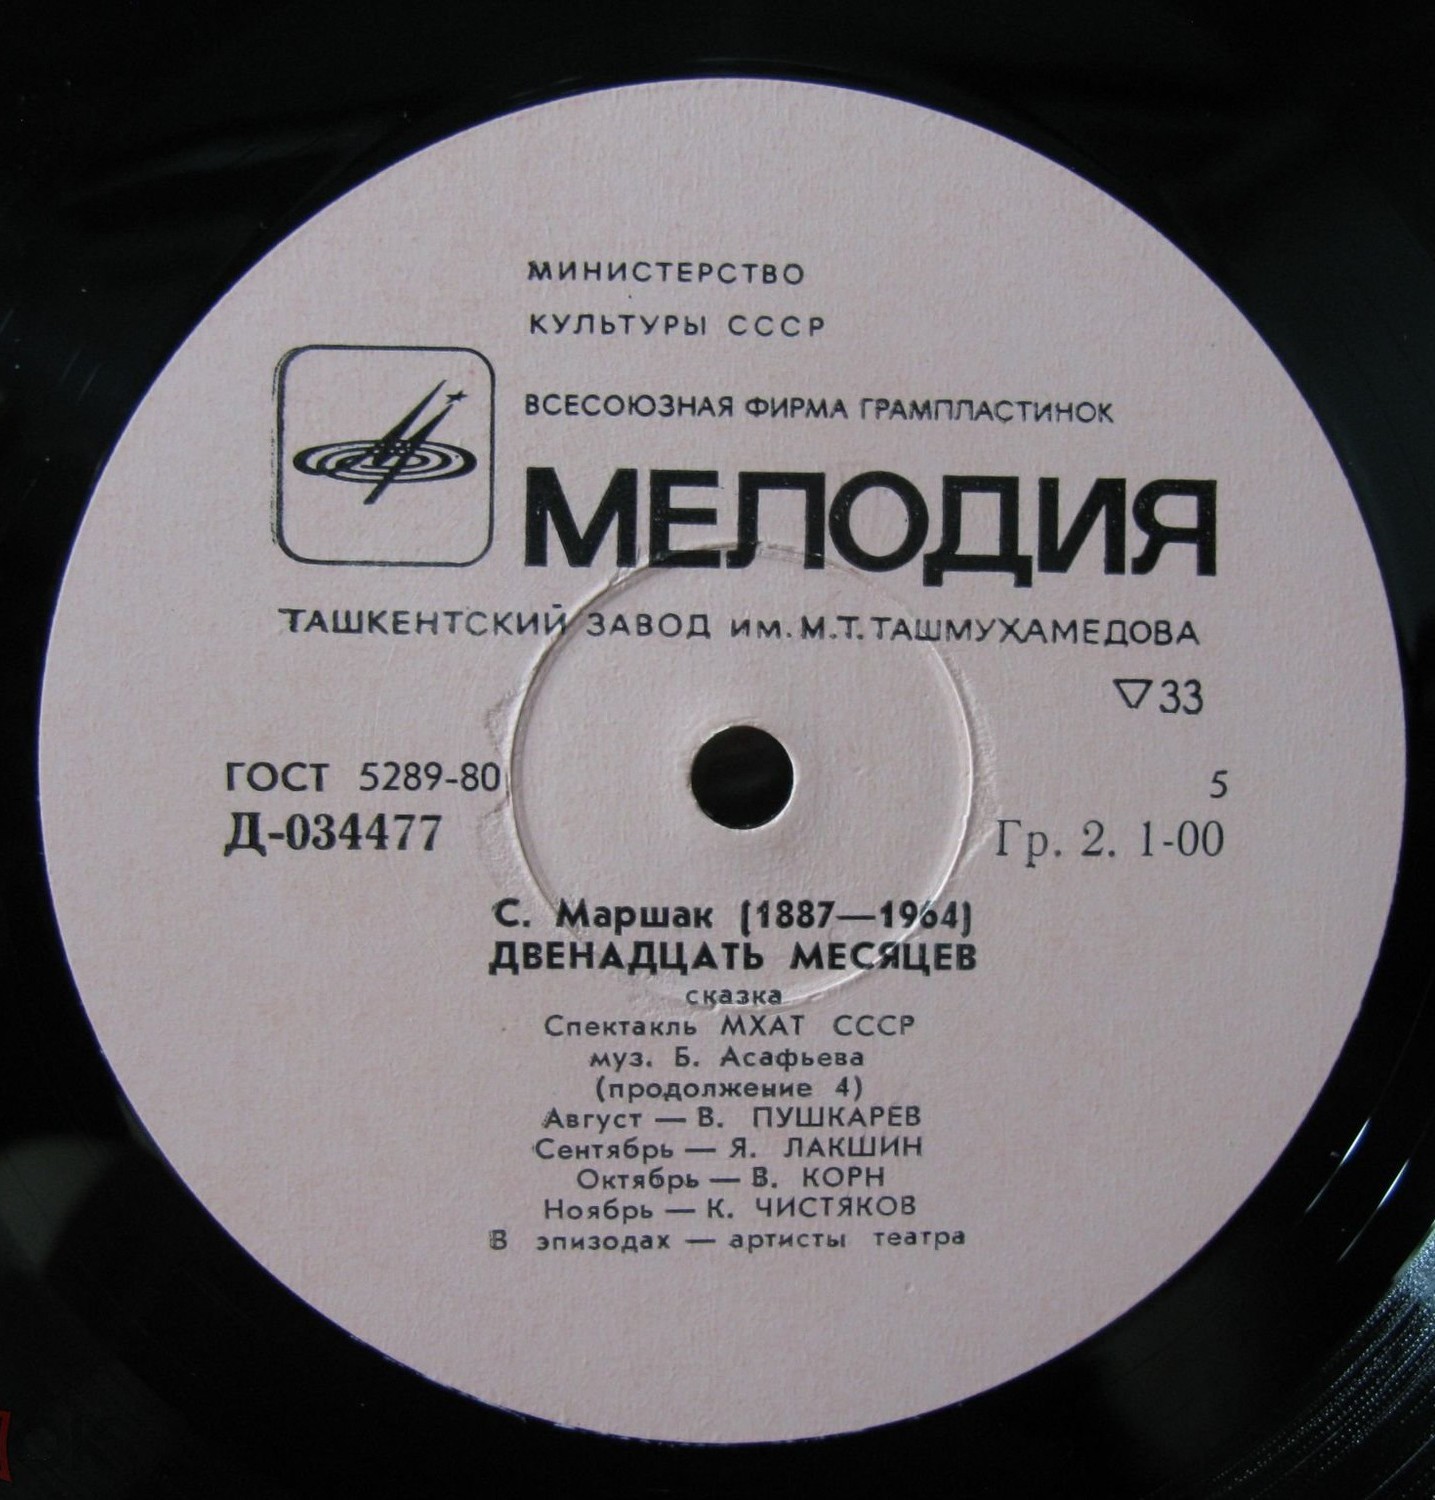 МИНИСТЕРСТВО
КУЛЬТУРЫ СССР
ВСЕСОЮЗНАЯ ФИРМА ГРАМПЛАСТИНОК
МЕЛОДИЯ
ТАШКЕНТСКИЙ ЗАВОД им. М.Т. ТАШМУХАМЕДОВА
▽33
ГОСТ 5289-80 5
Д-034477 Гр. 2. 1-00
С. Маршак (1887—1964)
ДВЕНАДЦАТЬ МЕСЯЦЕВ
сказка
Спектакль МХАТ СССР
муз. Б. Асафьева
(продолжение 4)
Август — В. ПУШКАРЕВ
Сентябрь — Я. ЛАКШИН
Октябрь — В. КОРН
Ноябрь — К. ЧИСТЯКОВ
В эпизодах — артисты театра